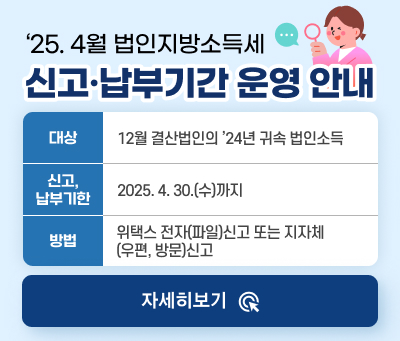 ‘25. 4월 법인지방소득세
신고·납부기간 운영 안내
대상
12월 결산법인의 ’24년 귀속 법인소득
신고,
납부기한
2025. 4. 30.(수)까지
방법
위택스 전자(파일)신고 또는 지자체
(우편, 방문)신고
자세히보기